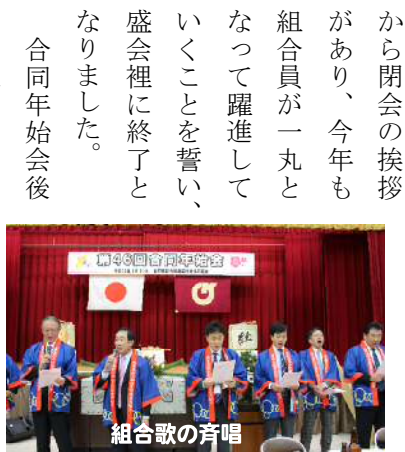 から閉会の挨拶
があり、今年も
組合員が一丸と
なって躍進して
いくことを誓い、
盛会裡に終了と
なりました。
合同年始会後
第46回合同年始会
組合歌の斉唱